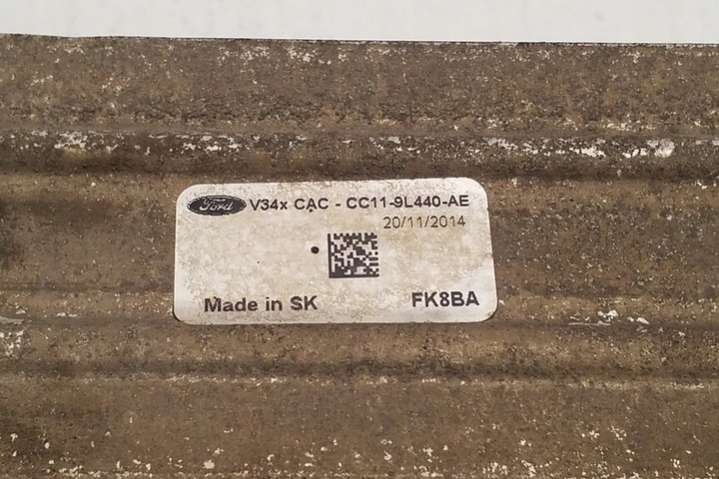 Ford V34x CAC - CC11-9L440-AE
20/11/2014
Made in SK FK8BA